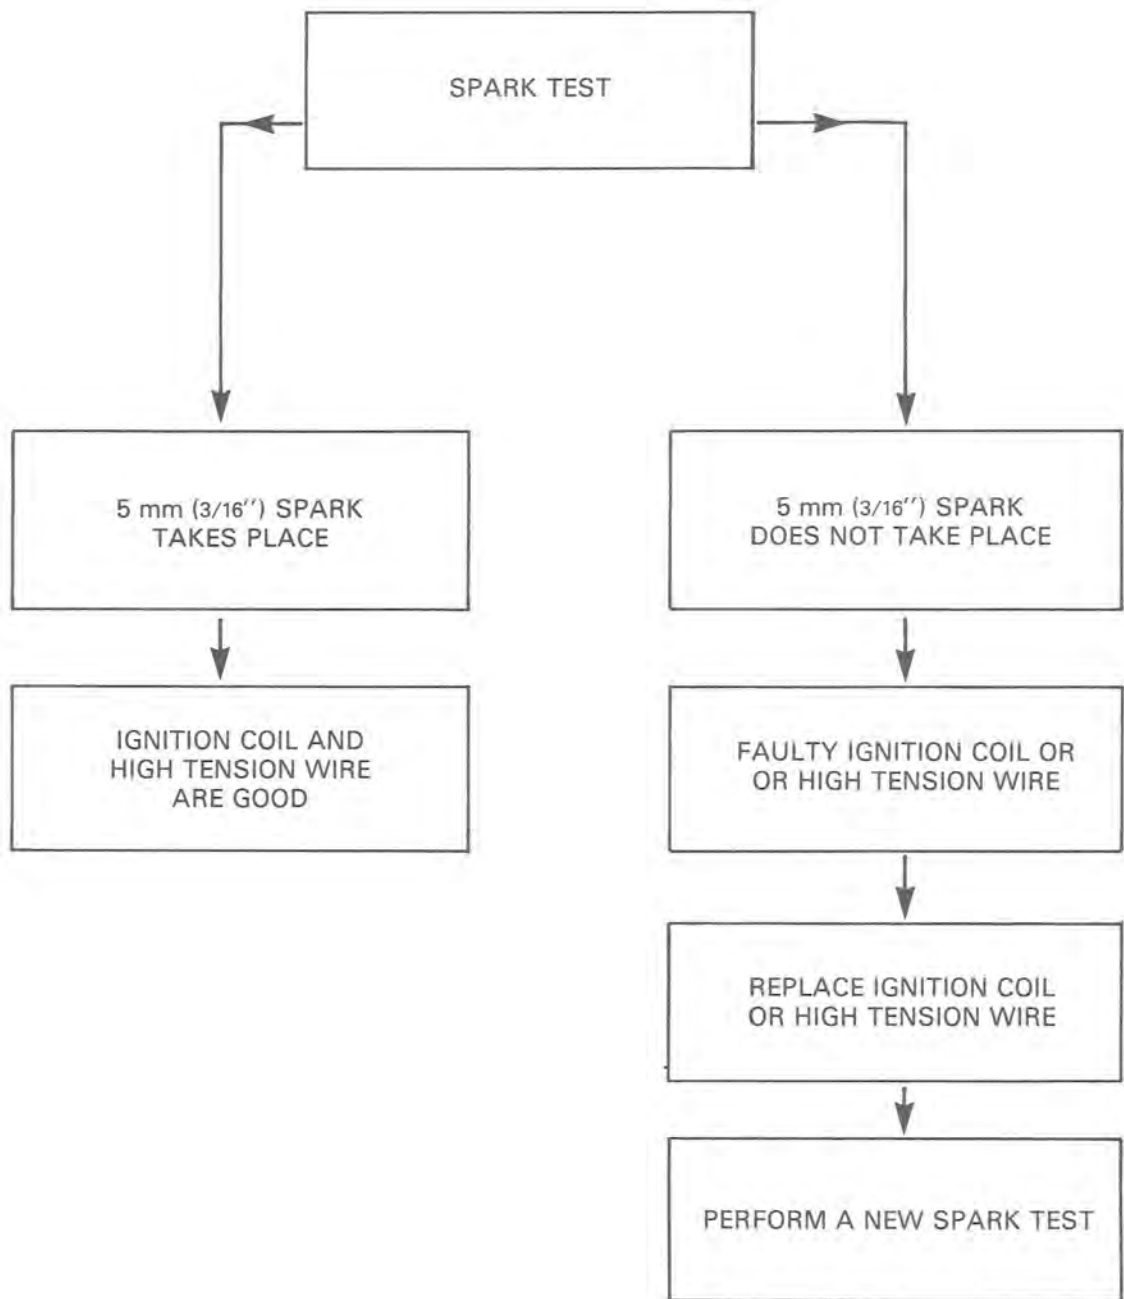 SPARK TEST
5 mm (3/16'') SPARK
TAKES PLACE
5 mm (3/16'') SPARK
DOES NOT TAKE PLACE
IGNITION COIL AND
HIGH TENSION WIRE
ARE GOOD
FAULTY IGNITION COIL OR
OR HIGH TENSION WIRE
REPLACE IGNITION COIL
OR HIGH TENSION WIRE
PERFORM A NEW SPARK TEST